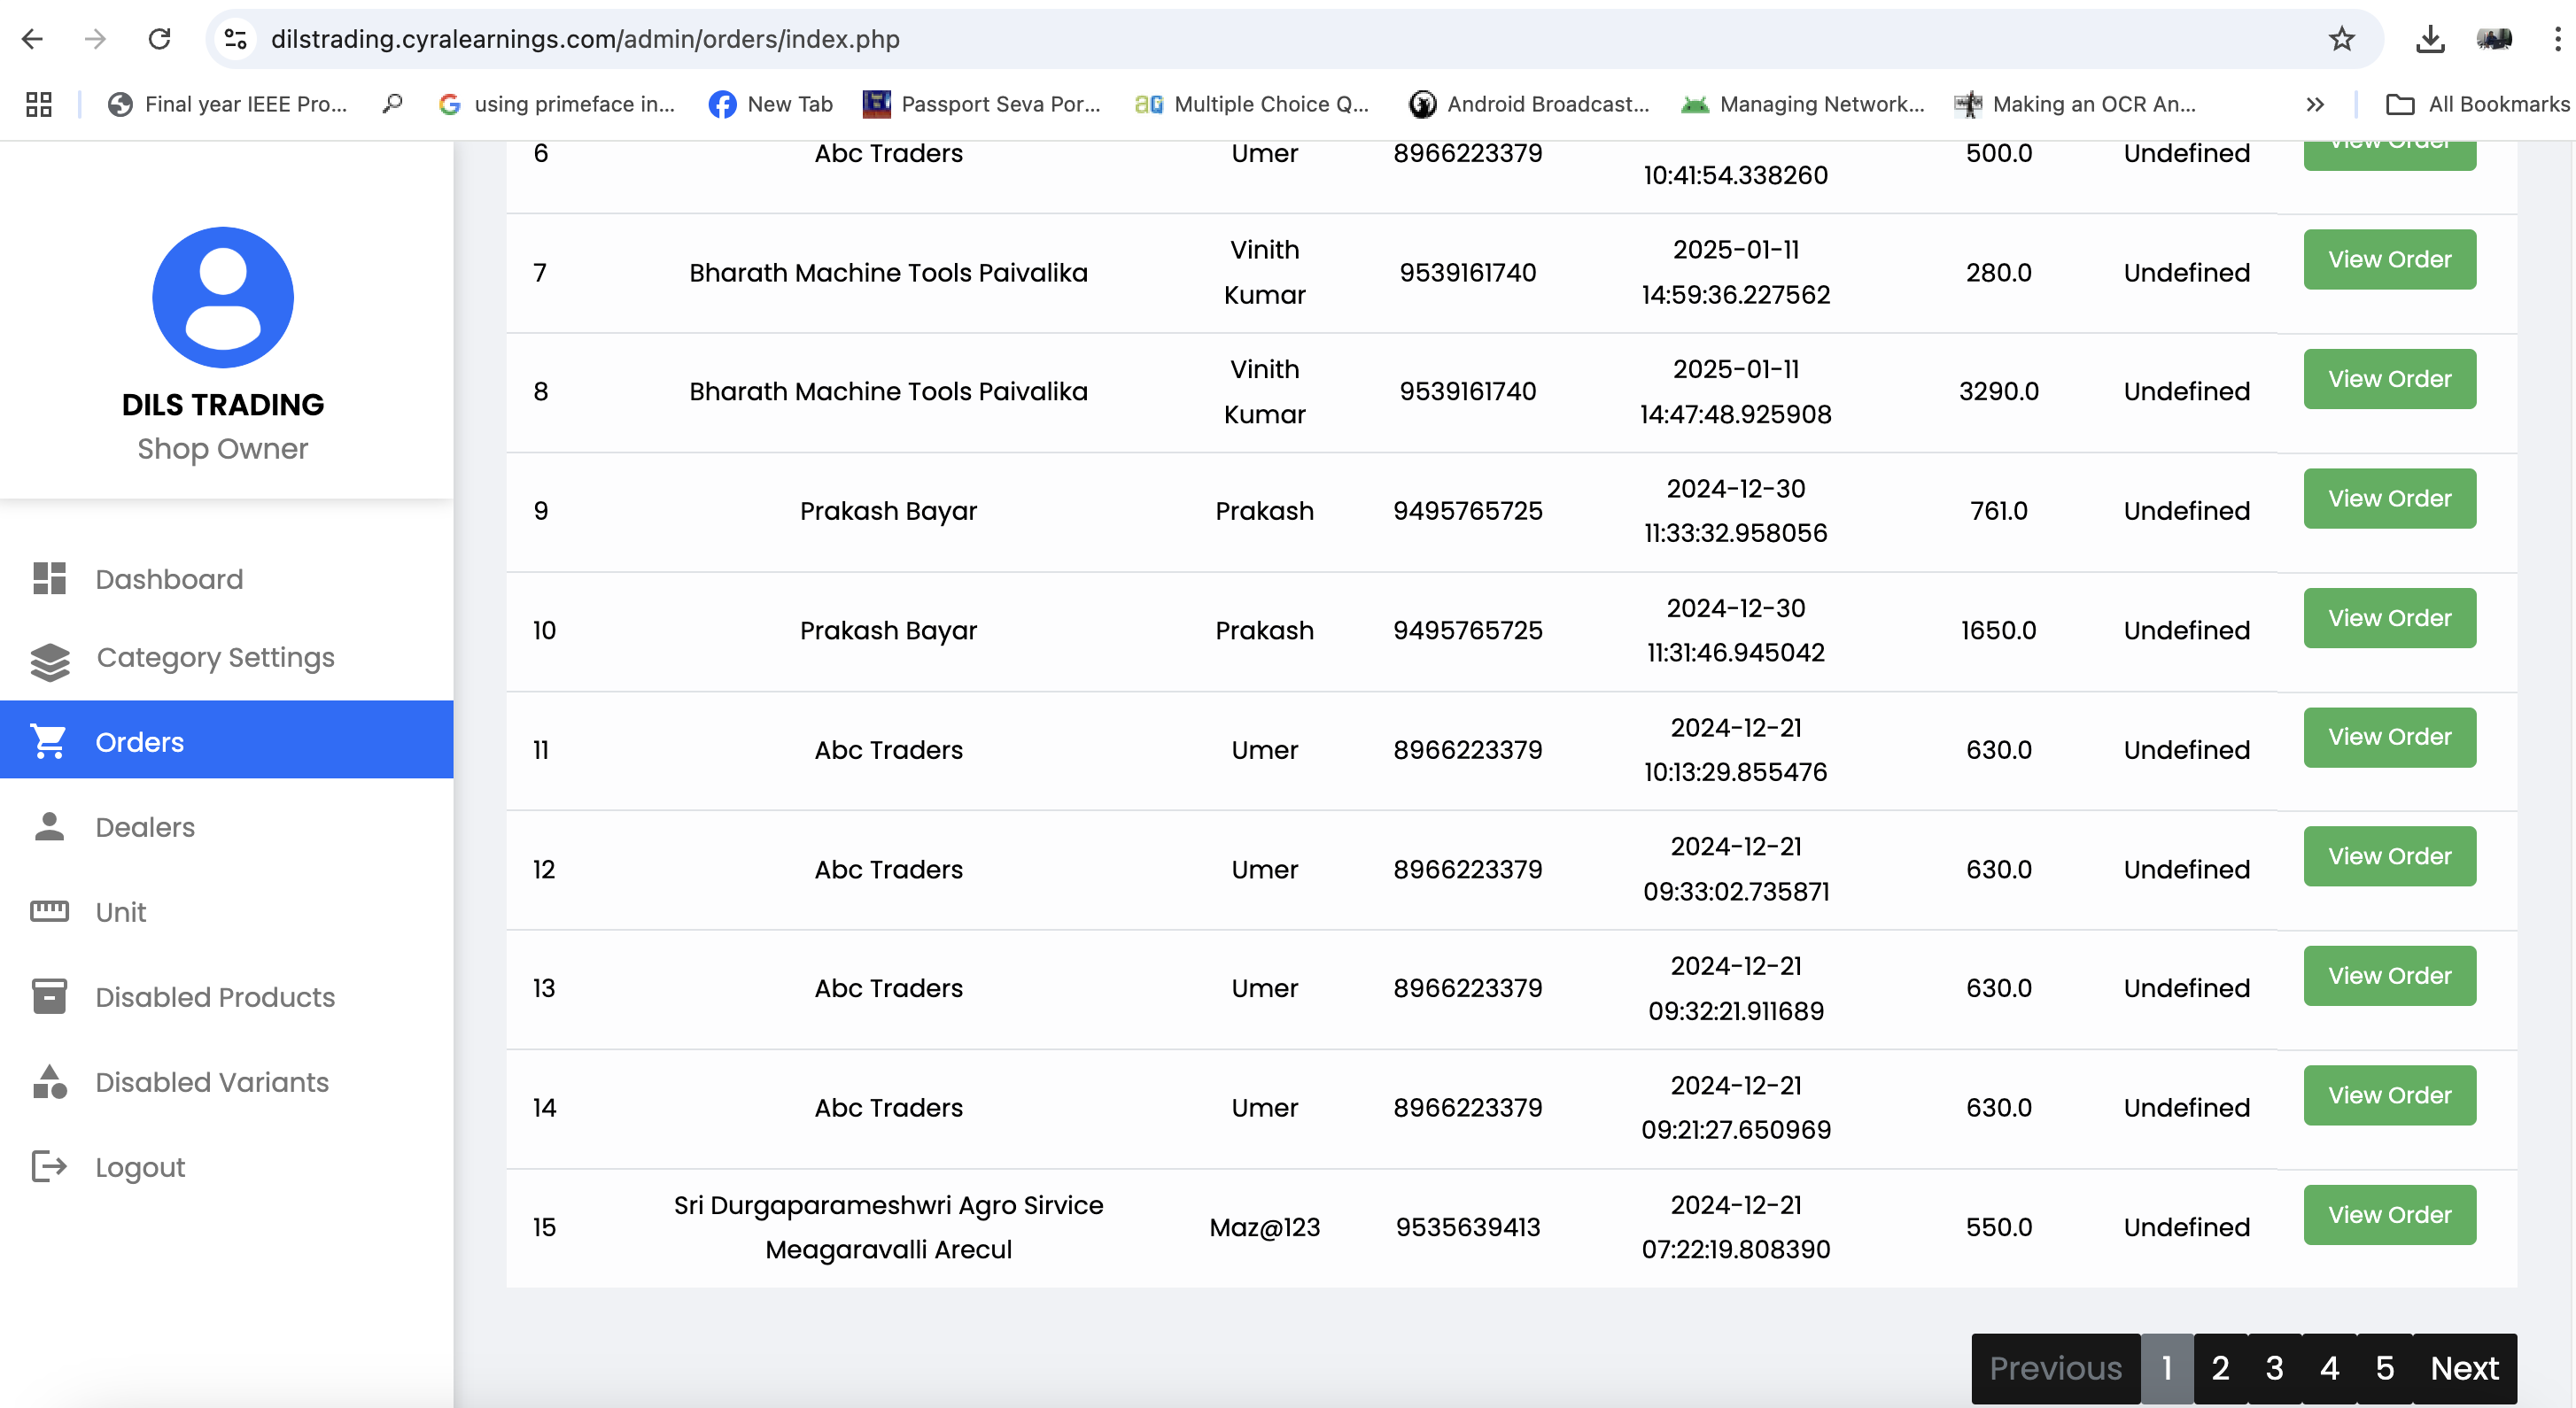 dilstrading.cyralearnings.com/admin/orders/index.php
Final year IEEE Pro...
using primeface in...
New Tab
Passport Seva Por...
Multiple Choice Q...
Android Broadcast...
Managing Network...
Making an OCR An...
All Bookmarks
DILS TRADING
Shop Owner
Dashboard
Category Settings
Orders
Dealers
Unit
Disabled Products
Disabled Variants
Logout
6 Abc Traders Umer 8966223379 10:41:54.338260 500.0 Undefined View Order
7 Bharath Machine Tools Paivalika Vinith Kumar 9539161740 2025-01-11 14:59:36.227562 280.0 Undefined View Order
8 Bharath Machine Tools Paivalika Vinith Kumar 9539161740 2025-01-11 14:47:48.925908 3290.0 Undefined View Order
9 Prakash Bayar Prakash 9495765725 2024-12-30 11:33:32.958056 761.0 Undefined View Order
10 Prakash Bayar Prakash 9495765725 2024-12-30 11:31:46.945042 1650.0 Undefined View Order
11 Abc Traders Umer 8966223379 2024-12-21 10:13:29.855476 630.0 Undefined View Order
12 Abc Traders Umer 8966223379 2024-12-21 09:33:02.735871 630.0 Undefined View Order
13 Abc Traders Umer 8966223379 2024-12-21 09:32:21.911689 630.0 Undefined View Order
14 Abc Traders Umer 8966223379 2024-12-21 09:21:27.650969 630.0 Undefined View Order
15 Sri Durgaparameshwri Agro Sirvice Meagaravalli Arecul Maz@123 9535639413 2024-12-21 07:22:19.808390 550.0 Undefined View Order
Previous 1 2 3 4 5 Next